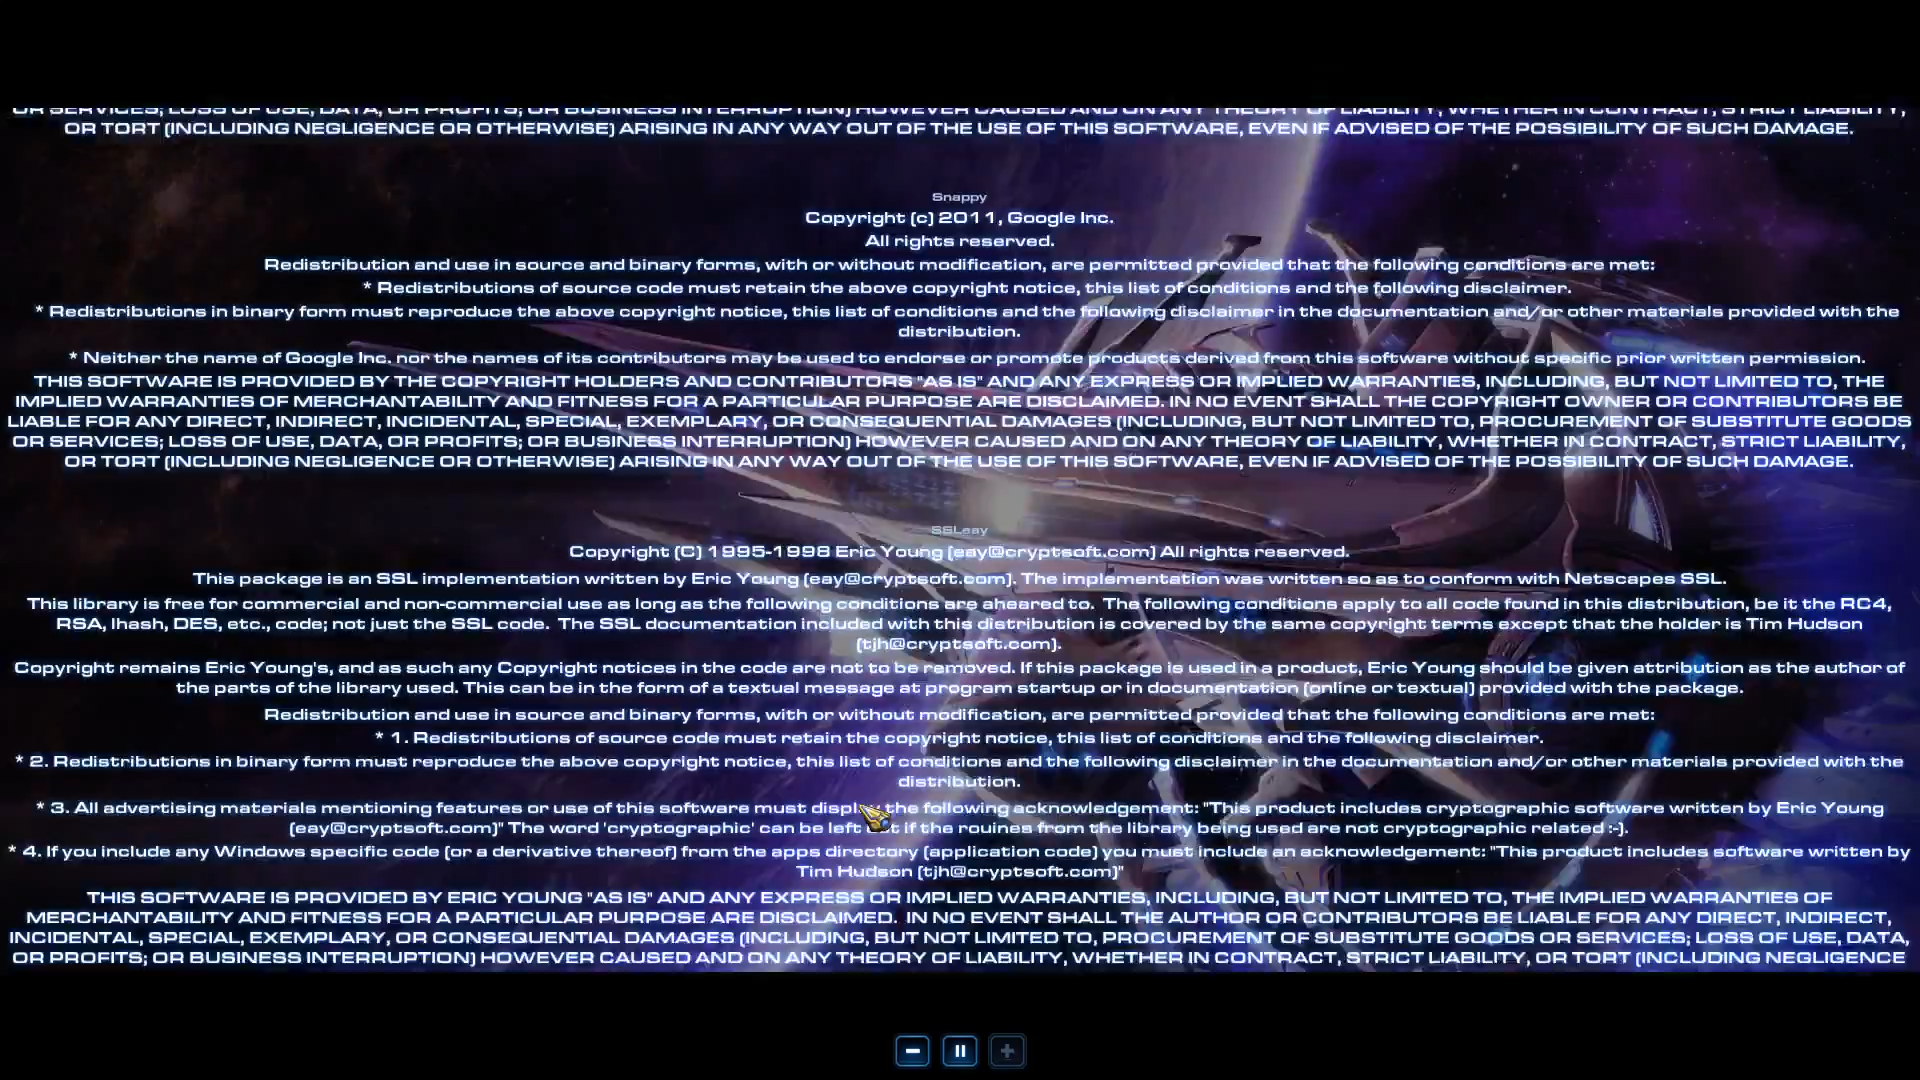 OR SERVICES; LOSS OF USE, DATA, OR PROFITS; OR BUSINESS INTERRUPTION) HOWEVER CAUSED AND ON ANY THEORY OF LIABILITY, WHETHER IN CONTRACT, STRICT LIABILITY,
OR TORT (INCLUDING NEGLIGENCE OR OTHERWISE) ARISING IN ANY WAY OUT OF THE USE OF THIS SOFTWARE, EVEN IF ADVISED OF THE POSSIBILITY OF SUCH DAMAGE.
Snappy
Copyright (c) 2011, Google Inc.
All rights reserved.
Redistribution and use in source and binary forms, with or without modification, are permitted provided that the following conditions are met:
* Redistributions of source code must retain the above copyright notice, this list of conditions and the following disclaimer.
* Redistributions in binary form must reproduce the above copyright notice, this list of conditions and the following disclaimer in the documentation and/or other materials provided with the
distribution.
* Neither the name of Google Inc. nor the names of its contributors may be used to endorse or promote products derived from this software without specific prior written permission.
THIS SOFTWARE IS PROVIDED BY THE COPYRIGHT HOLDERS AND CONTRIBUTORS "AS IS" AND ANY EXPRESS OR IMPLIED WARRANTIES, INCLUDING, BUT NOT LIMITED TO, THE
IMPLIED WARRANTIES OF MERCHANTABILITY AND FITNESS FOR A PARTICULAR PURPOSE ARE DISCLAIMED. IN NO EVENT SHALL THE COPYRIGHT OWNER OR CONTRIBUTORS BE
LIABLE FOR ANY DIRECT, INDIRECT, INCIDENTAL, SPECIAL, EXEMPLARY, OR CONSEQUENTIAL DAMAGES (INCLUDING, BUT NOT LIMITED TO, PROCUREMENT OF SUBSTITUTE GOODS
OR SERVICES; LOSS OF USE, DATA, OR PROFITS; OR BUSINESS INTERRUPTION) HOWEVER CAUSED AND ON ANY THEORY OF LIABILITY, WHETHER IN CONTRACT, STRICT LIABILITY,
OR TORT (INCLUDING NEGLIGENCE OR OTHERWISE) ARISING IN ANY WAY OUT OF THE USE OF THIS SOFTWARE, EVEN IF ADVISED OF THE POSSIBILITY OF SUCH DAMAGE.
SSLeay
Copyright (C) 1995-1998 Eric Young (eay@cryptsoft.com) All rights reserved.
This package is an SSL implementation written by Eric Young (eay@cryptsoft.com). The implementation was written so as to conform with Netscapes SSL.
This library is free for commercial and non-commercial use as long as the following conditions are aheared to.  The following conditions apply to all code found in this distribution, be it the RC4,
RSA, lhash, DES, etc., code; not just the SSL code.  The SSL documentation included with this distribution is covered by the same copyright terms except that the holder is Tim Hudson
(tjh@cryptsoft.com).
Copyright remains Eric Young's, and as such any Copyright notices in the code are not to be removed. If this package is used in a product, Eric Young should be given attribution as the author of
the parts of the library used. This can be in the form of a textual message at program startup or in documentation (online or textual) provided with the package.
Redistribution and use in source and binary forms, with or without modification, are permitted provided that the following conditions are met:
* 1. Redistributions of source code must retain the copyright notice, this list of conditions and the following disclaimer.
* 2. Redistributions in binary form must reproduce the above copyright notice, this list of conditions and the following disclaimer in the documentation and/or other materials provided with the
distribution.
* 3. All advertising materials mentioning features or use of this software must display the following acknowledgement: "This product includes cryptographic software written by Eric Young
(eay@cryptsoft.com)" The word 'cryptographic' can be left if the rouines from the library being used are not cryptographic related :-).
* 4. If you include any Windows specific code (or a derivative thereof) from the apps directory (application code) you must include an acknowledgement: "This product includes software written by
Tim Hudson (tjh@cryptsoft.com)"
THIS SOFTWARE IS PROVIDED BY ERIC YOUNG "AS IS" AND ANY EXPRESS OR IMPLIED WARRANTIES, INCLUDING, BUT NOT LIMITED TO, THE IMPLIED WARRANTIES OF
MERCHANTABILITY AND FITNESS FOR A PARTICULAR PURPOSE ARE DISCLAIMED.  IN NO EVENT SHALL THE AUTHOR OR CONTRIBUTORS BE LIABLE FOR ANY DIRECT, INDIRECT,
INCIDENTAL, SPECIAL, EXEMPLARY, OR CONSEQUENTIAL DAMAGES (INCLUDING, BUT NOT LIMITED TO, PROCUREMENT OF SUBSTITUTE GOODS OR SERVICES; LOSS OF USE, DATA,
OR PROFITS; OR BUSINESS INTERRUPTION) HOWEVER CAUSED AND ON ANY THEORY OF LIABILITY, WHETHER IN CONTRACT, STRICT LIABILITY, OR TORT (INCLUDING NEGLIGENCE